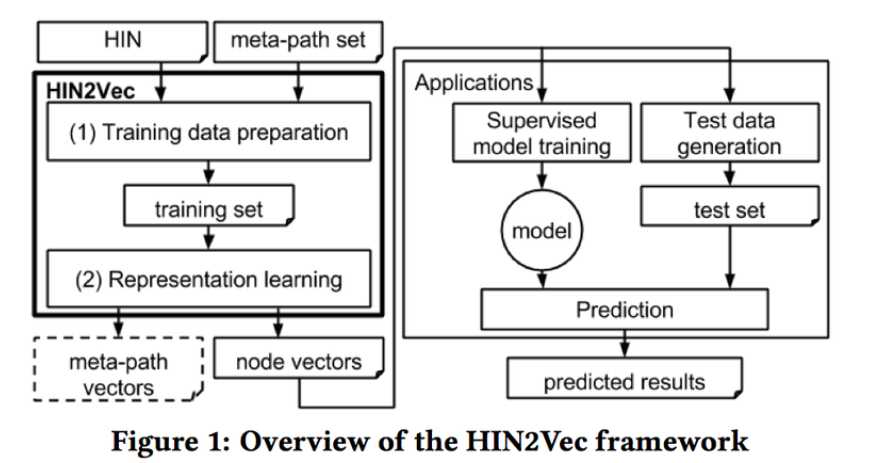 HIN
meta-path set
HIN2Vec
(1) Training data preparation
training set
(2) Representation learning
meta-path
vectors
node vectors
Applications
Supervised
model training
Test data
generation
model
test set
Prediction
predicted results
Figure 1: Overview of the HIN2Vec framework